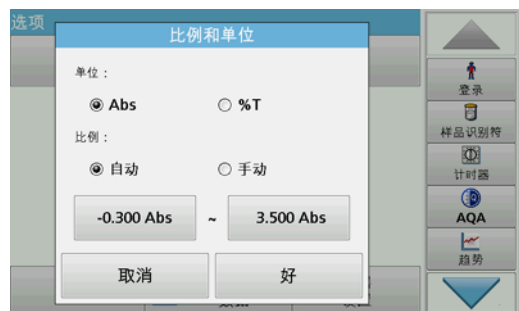 选项
比例和单位
单位：
Abs %T
比例：
自动 手动
-0.300 Abs ~ 3.500 Abs
取消 好
登录
样品识别符
计时器
AQA
趋势